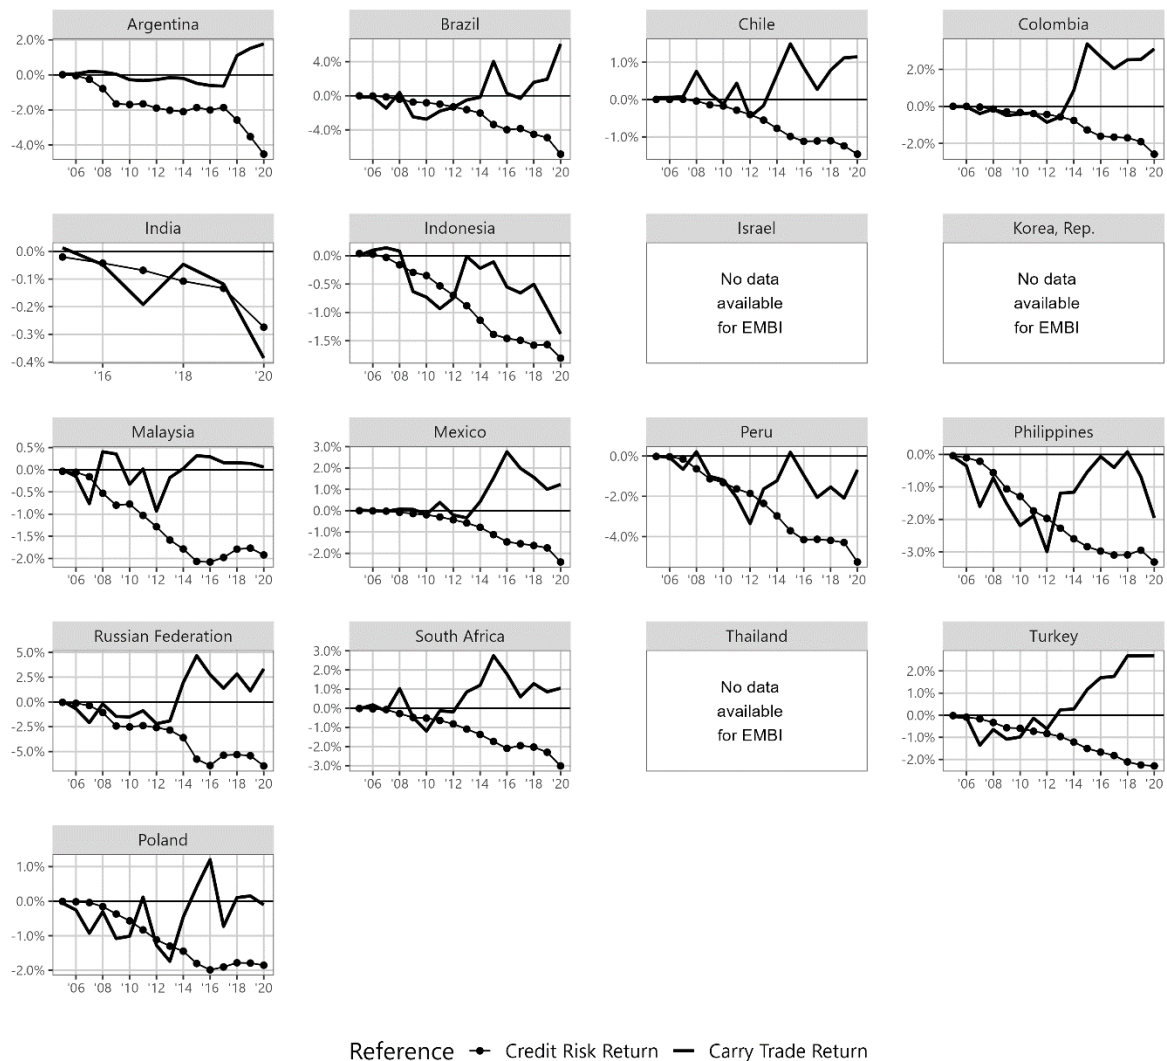 Argentina
2.0%
0.0%
-2.0%
-4.0%
'06 '08 '10 '12 '14 '16 '18 '20
Brazil
4.0%
0.0%
-4.0%
'06 '08 '10 '12 '14 '16 '18 '20
Chile
1.0%
0.0%
-1.0%
'06 '08 '10 '12 '14 '16 '18 '20
Colombia
2.0%
0.0%
-2.0%
'06 '08 '10 '12 '14 '16 '18 '20
India
0.0%
-0.1%
-0.2%
-0.3%
-0.4%
'16 '18 '20
Indonesia
0.0%
-0.5%
-1.0%
-1.5%
'06 '08 '10 '12 '14 '16 '18 '20
Israel
No data
available
for EMBI
Korea, Rep.
No data
available
for EMBI
Malaysia
0.5%
0.0%
-0.5%
-1.0%
-1.5%
-2.0%
'06 '08 '10 '12 '14 '16 '18 '20
Mexico
3.0%
2.0%
1.0%
0.0%
-1.0%
-2.0%
'06 '08 '10 '12 '14 '16 '18 '20
Peru
0.0%
-2.0%
-4.0%
'06 '08 '10 '12 '14 '16 '18 '20
Philippines
0.0%
-1.0%
-2.0%
-3.0%
'06 '08 '10 '12 '14 '16 '18 '20
Russian Federation
5.0%
2.5%
0.0%
-2.5%
-5.0%
'06 '08 '10 '12 '14 '16 '18 '20
South Africa
3.0%
2.0%
1.0%
0.0%
-1.0%
-2.0%
-3.0%
'06 '08 '10 '12 '14 '16 '18 '20
Thailand
No data
available
for EMBI
Turkey
2.0%
1.0%
0.0%
-1.0%
-2.0%
'06 '08 '10 '12 '14 '16 '18 '20
Poland
1.0%
0.0%
-1.0%
-2.0%
'06 '08 '10 '12 '14 '16 '18 '20
Reference Credit Risk Return Carry Trade Return